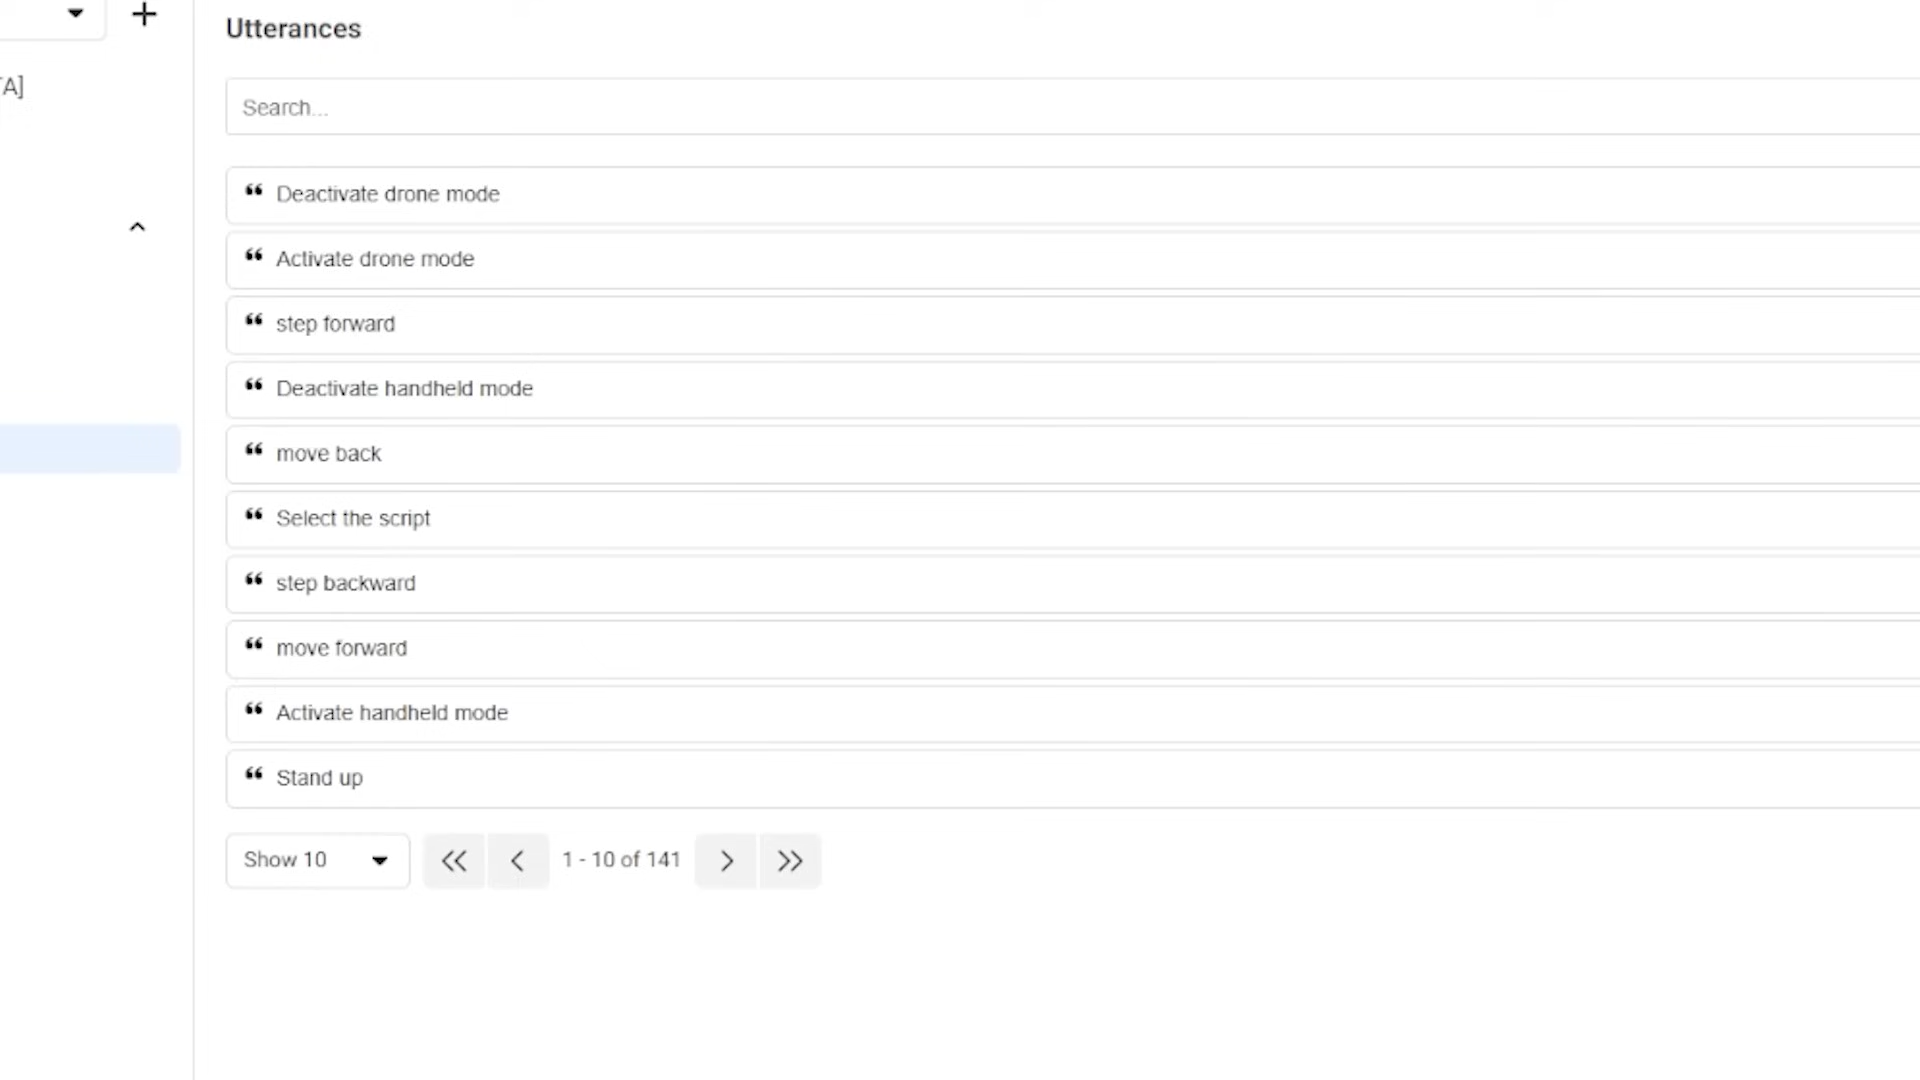 Utterances
TA]
Search...
❝ Deactivate drone mode
❝ Activate drone mode
❝ step forward
❝ Deactivate handheld mode
❝ move back
❝ Select the script
❝ step backward
❝ move forward
❝ Activate handheld mode
❝ Stand up
Show 10 1 - 10 of 141